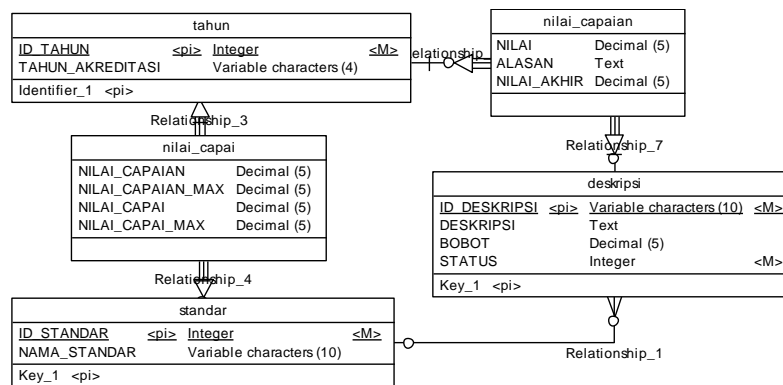 tahun
ID_TAHUN <pi> Integer <M>
TAHUN_AKREDITASI Variable characters (4)
Identifier_1 <pi>
nilai_capaian
NILAI Decimal (5)
ALASAN Text
NILAI_AKHIR Decimal (5)
Relationship_3
Relationship_7
nilai_capai
NILAI_CAPAIAN Decimal (5)
NILAI_CAPAIAN_MAX Decimal (5)
NILAI_CAPAI Decimal (5)
NILAI_CAPAI_MAX Decimal (5)
deskripsi
ID_DESKRIPSI <pi> Variable characters (10) <M>
DESKRIPSI Text
BOBOT Decimal (5)
STATUS Integer <M>
Key_1 <pi>
Relationship_4
standar
ID_STANDAR <pi> Integer <M>
NAMA_STANDAR Variable characters (10)
Key_1 <pi>
Relationship_1